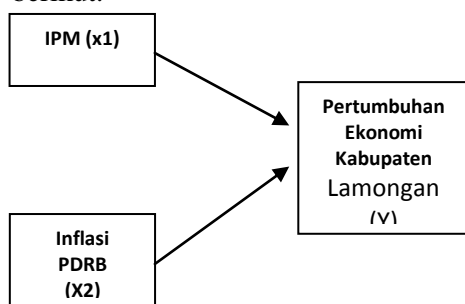 IPM (x1)
Pertumbuhan
Ekonomi
Kabupaten
Lamongan
(Y)
Inflasi
PDRB
(X2)